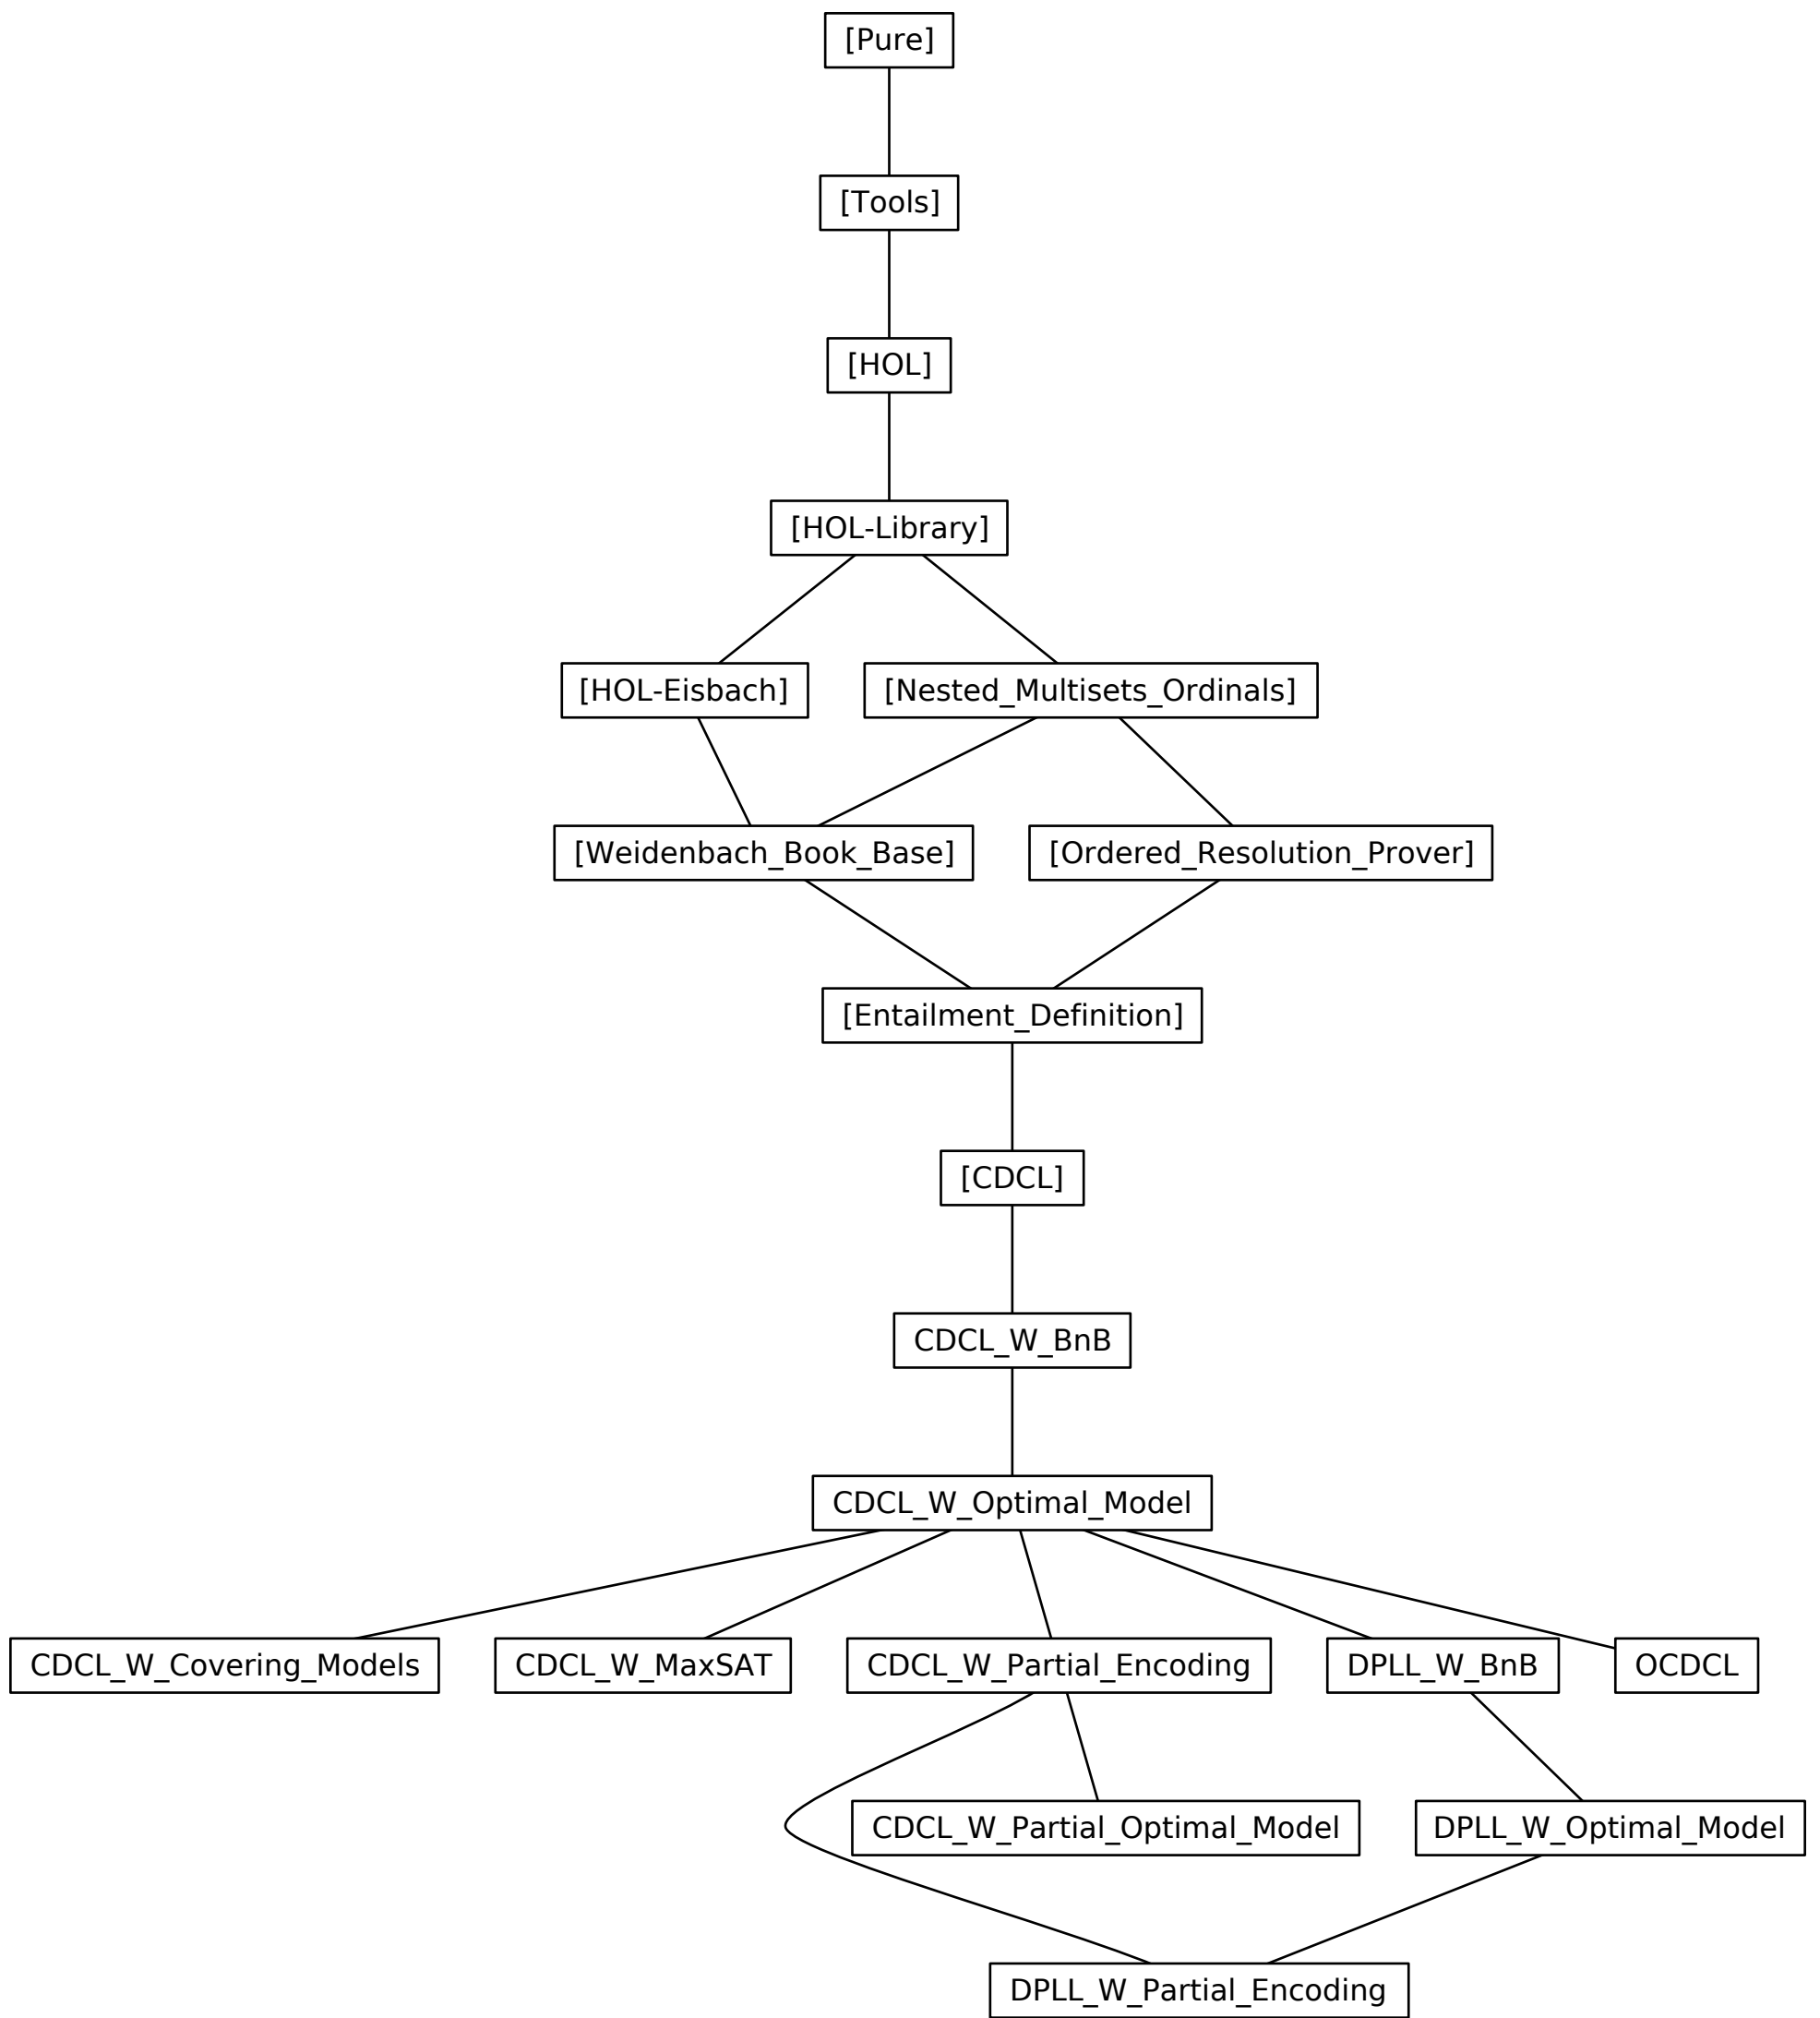 [Pure]
[Tools]
[HOL]
[HOL-Library]
[HOL-Eisbach]
[Nested_Multisets_Ordinals]
[Weidenbach_Book_Base]
[Ordered_Resolution_Prover]
[Entailment_Definition]
[CDCL]
CDCL_W_BnB
CDCL_W_Optimal_Model
CDCL_W_Covering_Models
CDCL_W_MaxSAT
CDCL_W_Partial_Encoding
DPLL_W_BnB
OCDCL
CDCL_W_Partial_Optimal_Model
DPLL_W_Optimal_Model
DPLL_W_Partial_Encoding